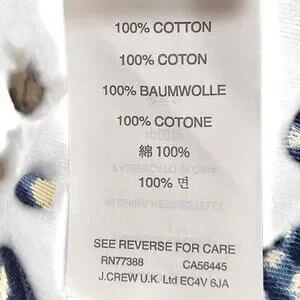 100% COTTON
100% COTON
100% BAUMWOLLE
100% COTONE
綿 100%
100% 면
SEE REVERSE FOR CARE
RN77388 CA56445
J.CREW U.K. Ltd EC4V 6JA